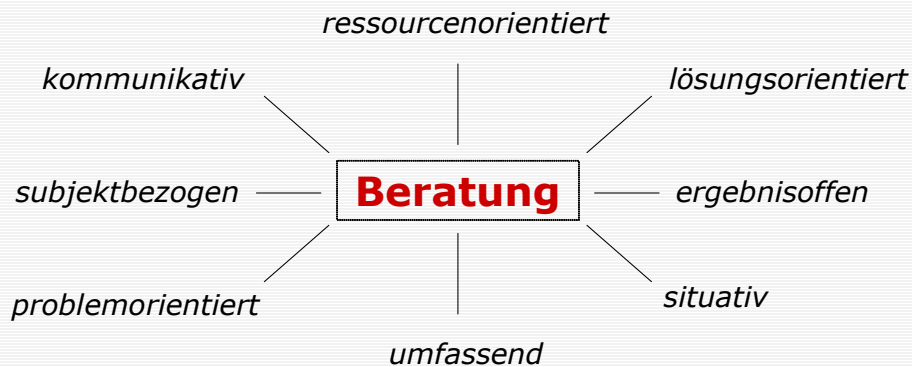 ressourcenorientiert
kommunikativ
lösungsorientiert
subjektbezogen
Beratung
ergebnisoffen
problemorientiert
situativ
umfassend